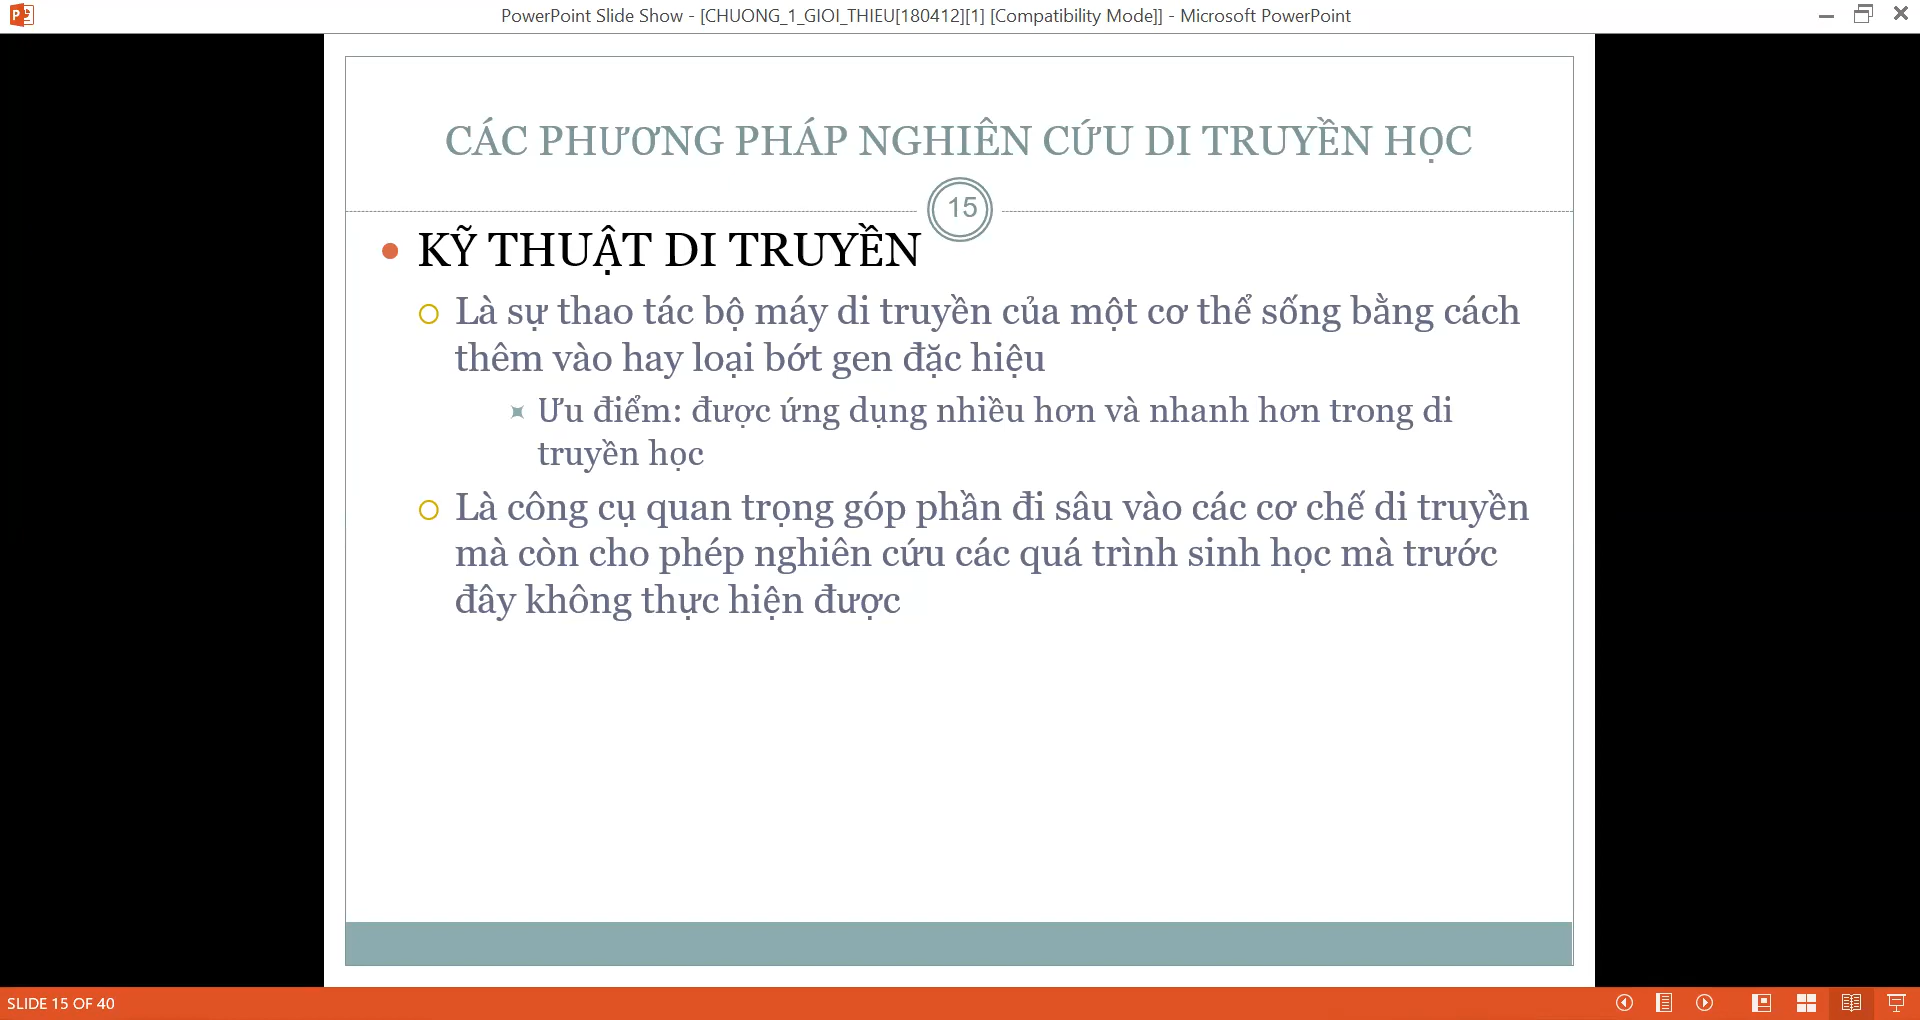 PowerPoint Slide Show - [CHUONG_1_GIOI_THIEU[180412][1] [Compatibility Mode]] - Microsoft PowerPoint
CÁC PHƯƠNG PHÁP NGHIÊN CỨU DI TRUYỀN HỌC
15
KỸ THUẬT DI TRUYỀN
Là sự thao tác bộ máy di truyền của một cơ thể sống bằng cách
thêm vào hay loại bớt gen đặc hiệu
Ưu điểm: được ứng dụng nhiều hơn và nhanh hơn trong di
truyền học
Là công cụ quan trọng góp phần đi sâu vào các cơ chế di truyền
mà còn cho phép nghiên cứu các quá trình sinh học mà trước
đây không thực hiện được
SLIDE 15 OF 40